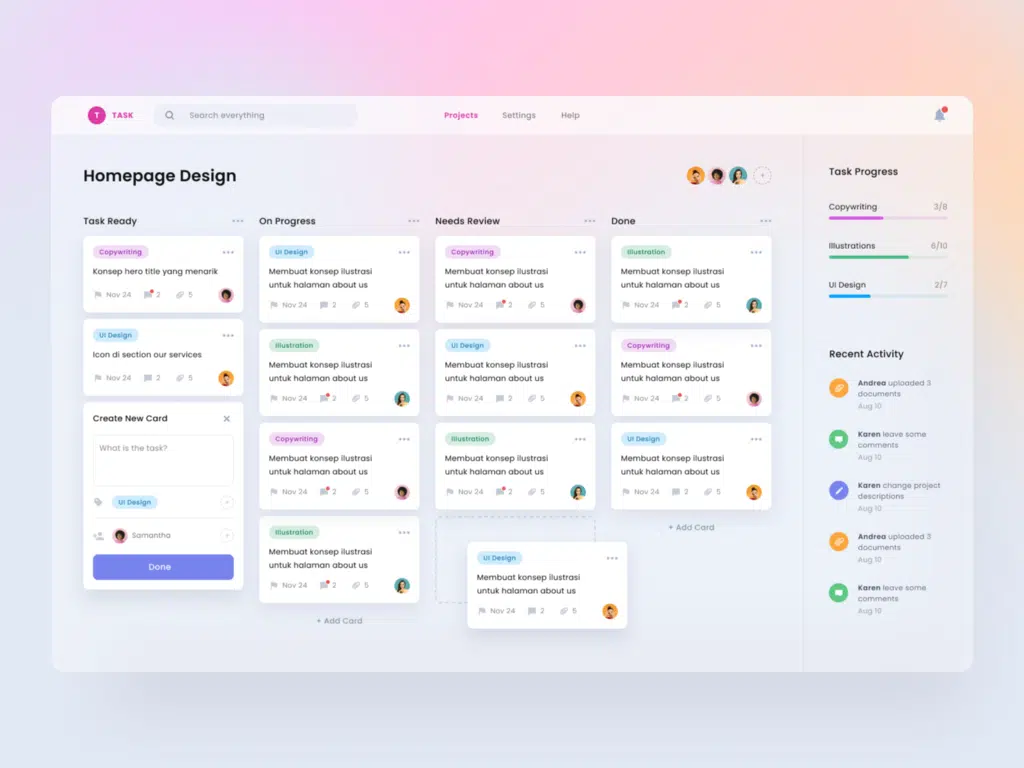 T TASK
Search everything
Projects Settings Help
Homepage Design
+
Task Ready
Copywriting
Konsep hero title yang menarik
Nov 24 2 5
UI Design
Icon di section our services
Nov 24 2 5
Create New Card
What is the task?
UI Design
+
Samantha
+
Done
On Progress
UI Design
Membuat konsep ilustrasi
untuk halaman about us
Nov 24 2 5
Illustration
Membuat konsep ilustrasi
untuk halaman about us
Nov 24 2 5
Copywriting
Membuat konsep ilustrasi
untuk halaman about us
Nov 24 2 5
Illustration
Membuat konsep ilustrasi
untuk halaman about us
Nov 24 2 5
+ Add Card
Needs Review
Copywriting
Membuat konsep ilustrasi
untuk halaman about us
Nov 24 2 5
UI Design
Membuat konsep ilustrasi
untuk halaman about us
Nov 24 2 5
Illustration
Membuat konsep ilustrasi
untuk halaman about us
Nov 24 2 5
UI Design
Membuat konsep ilustrasi
untuk halaman about us
Nov 24 2 5
Done
Illustration
Membuat konsep ilustrasi
untuk halaman about us
Nov 24 2 5
Copywriting
Membuat konsep ilustrasi
untuk halaman about us
Nov 24 2 5
UI Design
Membuat konsep ilustrasi
untuk halaman about us
Nov 24 2 5
+ Add Card
Task Progress
Copywriting 3/8
Illustrations 6/10
UI Design 2/7
Recent Activity
Andrea uploaded 3
documents
Aug 10
Karen leave some
comments
Aug 10
Karen change project
descriptions
Aug 10
Andrea uploaded 3
documents
Aug 10
Karen leave some
comments
Aug 10